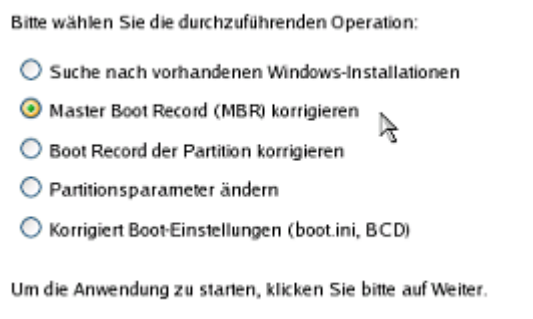 Bitte wählen Sie die durchzuführenden Operation:
Suche nach vorhandenen Windows-Installationen
Master Boot Record (MBR) korrigieren
Boot Record der Partition korrigieren
Partitionsparameter ändern
Korrigiert Boot-Einstellungen (boot.ini, BCD)
Um die Anwendung zu starten, klicken Sie bitte auf Weiter.